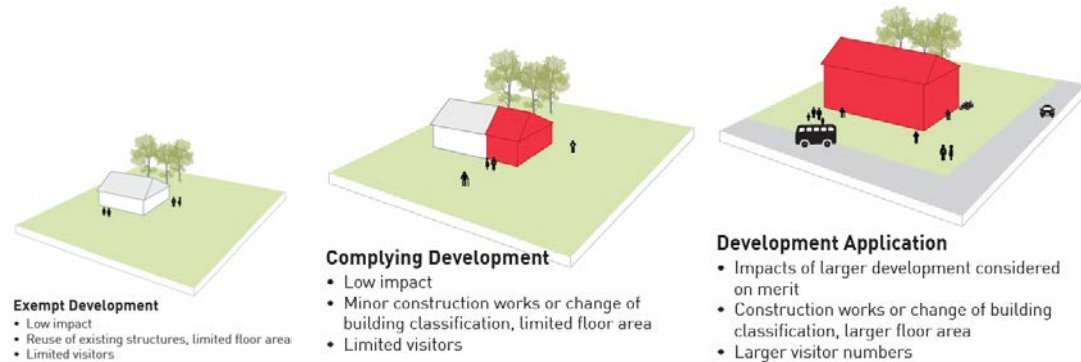 Exempt Development
• Low impact
• Reuse of existing structures, limited floor area
• Limited visitors
Complying Development
• Low impact
• Minor construction works or change of
building classification, limited floor area
• Limited visitors
Development Application
• Impacts of larger development considered
on merit
• Construction works or change of building
classification, larger floor area
• Larger visitor numbers